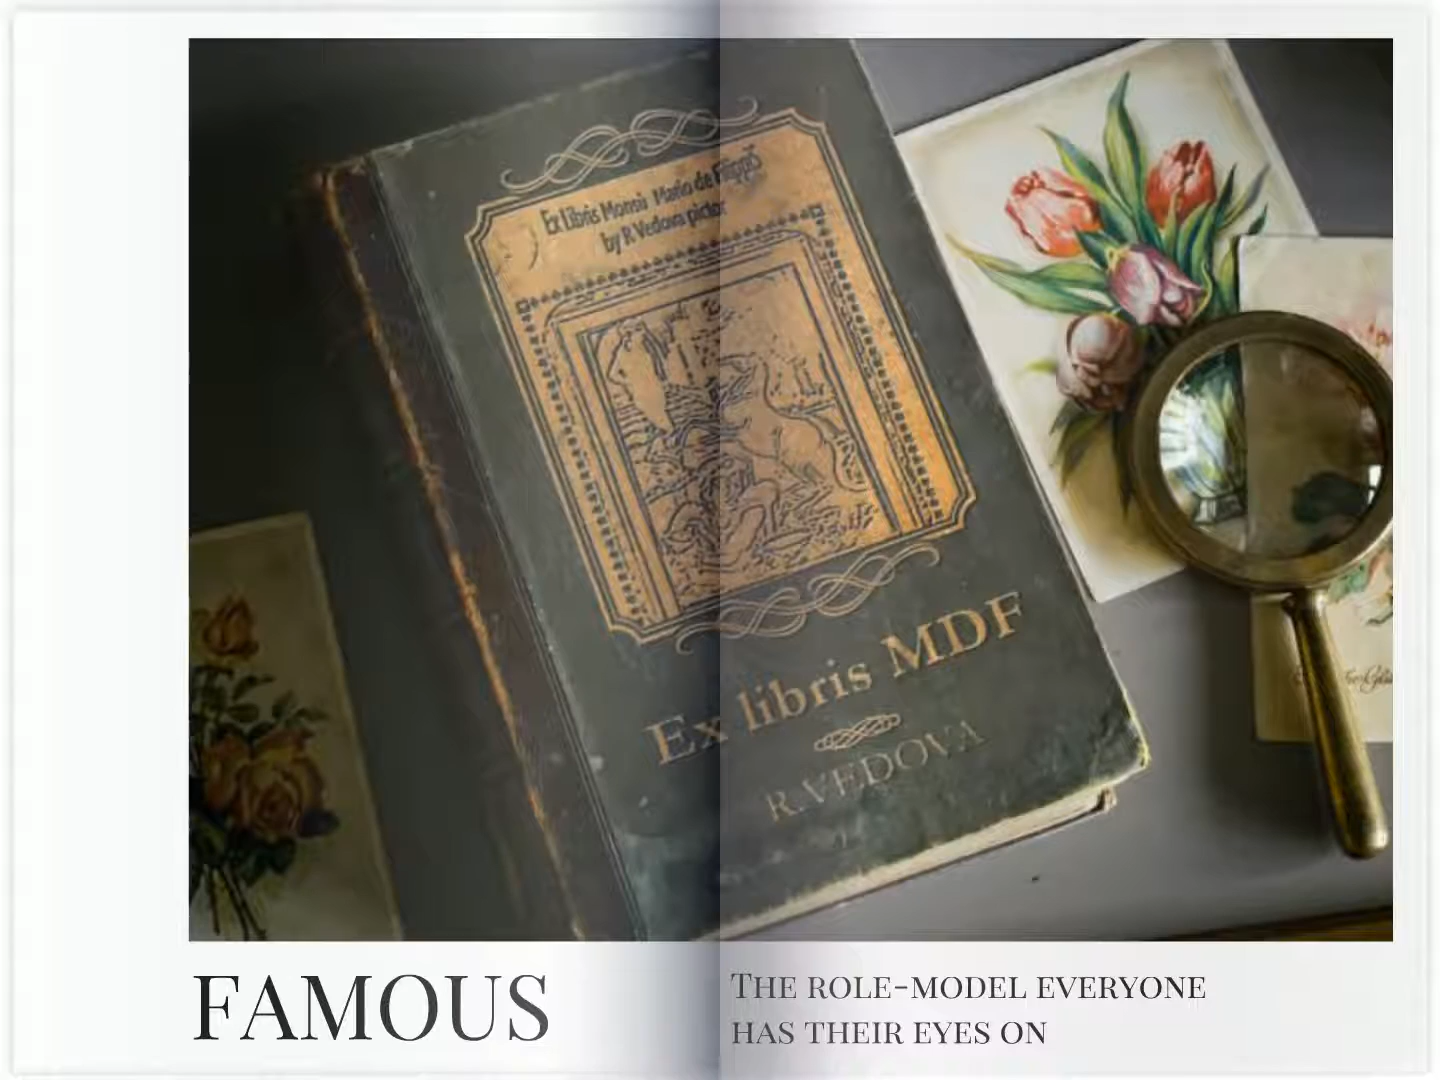 Ex Libris Monsù Mario de Filippis
by R Vedova pictor
Ex libris MDF
R.VEDOVA
FAMOUS
THE ROLE-MODEL EVERYONE
HAS THEIR EYES ON